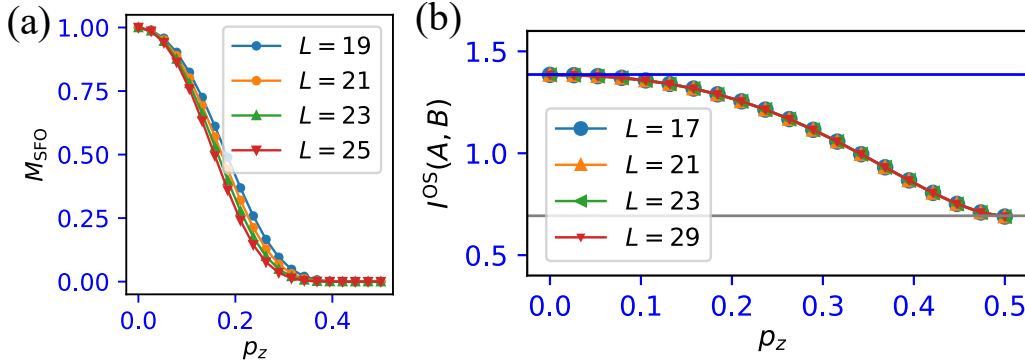 (a)
M_SFO
1.00
0.75
0.50
0.25
0.00
L = 19
L = 21
L = 23
L = 25
0.0 0.2 0.4
p_z
(b)
I^OS(A, B)
1.5
1.0
0.5
L = 17
L = 21
L = 23
L = 29
0.0 0.1 0.2 0.3 0.4 0.5
p_z